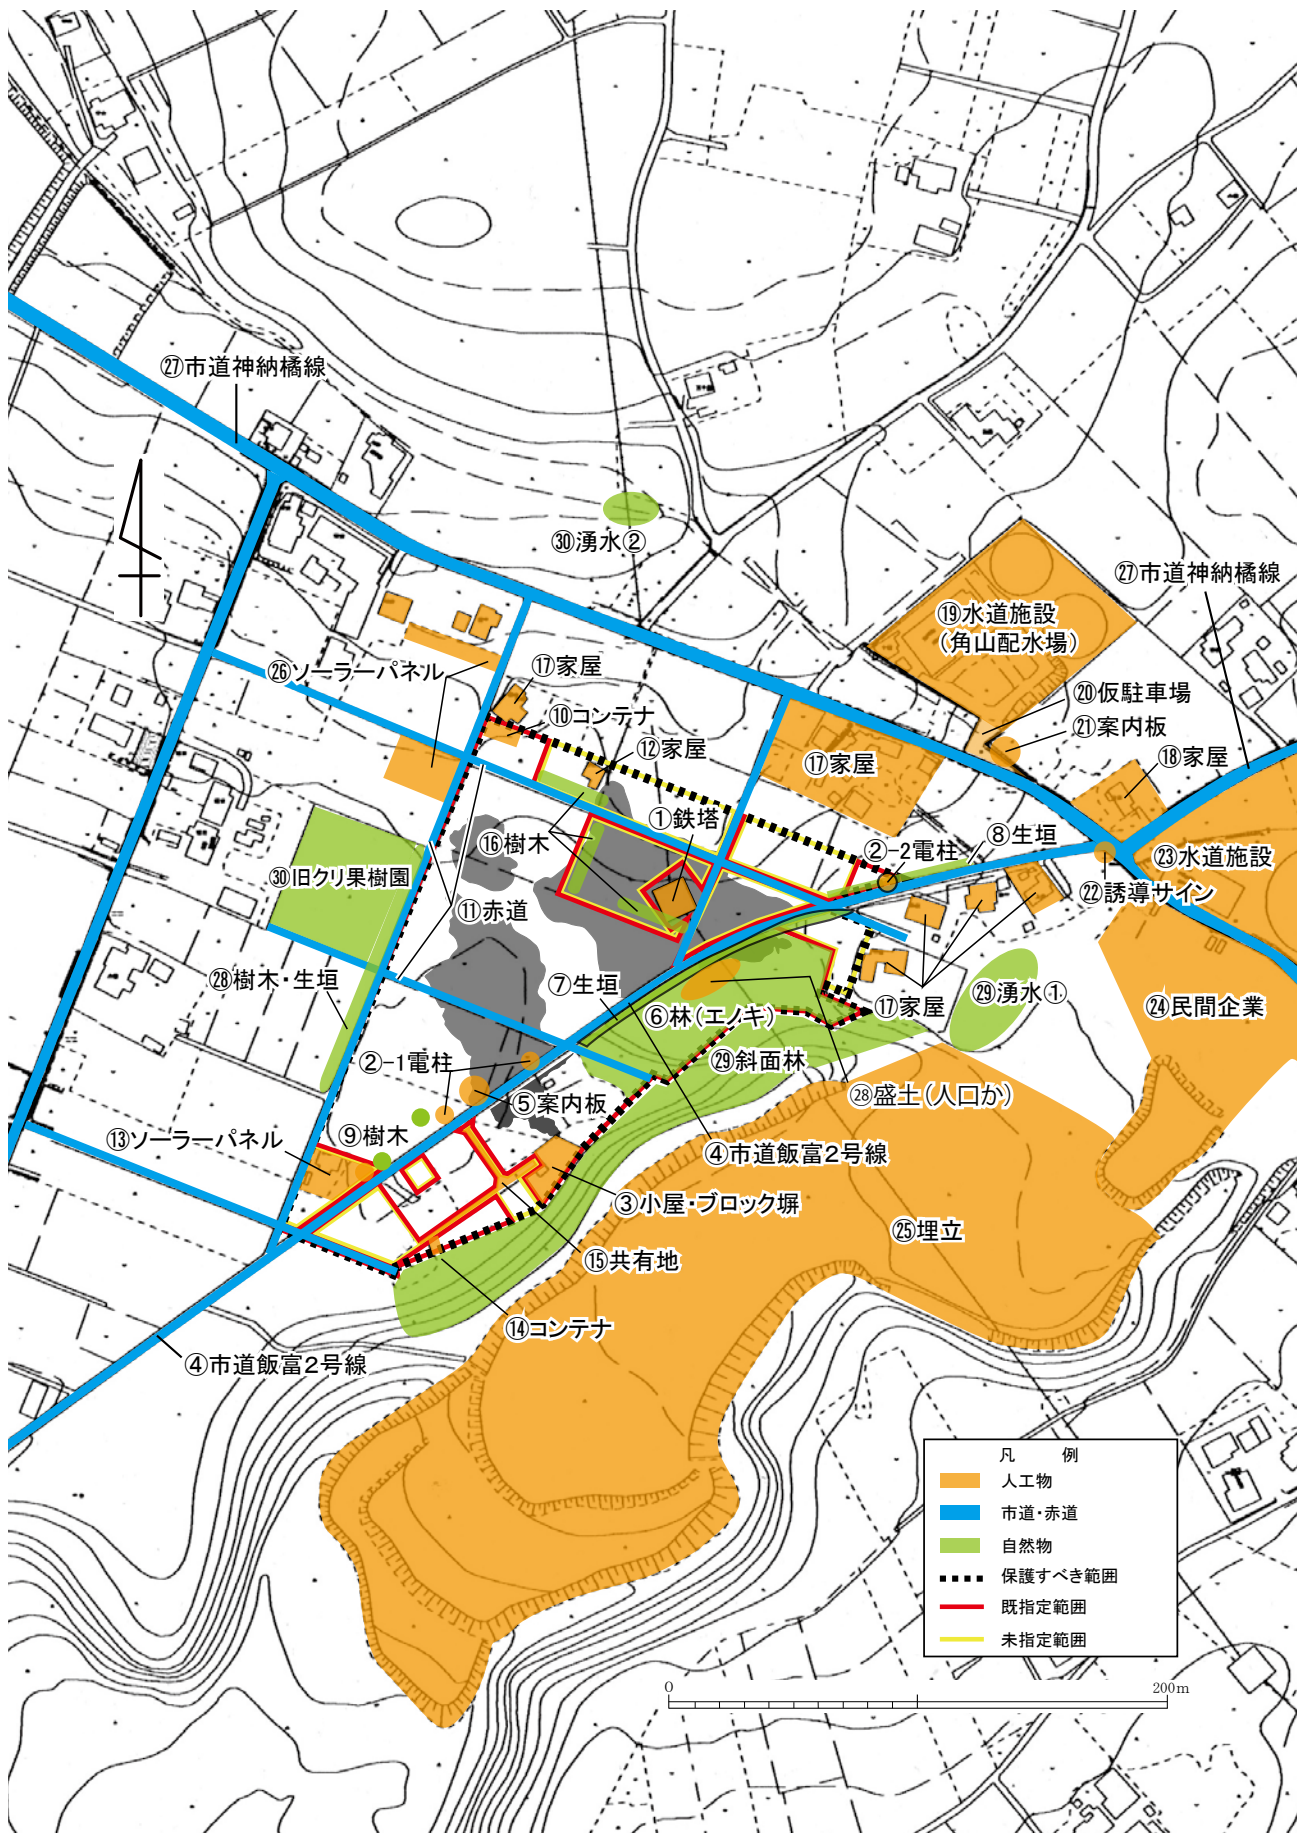 ㉗市道神納橘線
㉚湧水②
㉗市道神納橘線
⑲水道施設
（角山配水場）
㉖ソーラーパネル
⑰家屋
⑳仮駐車場
⑩コンテナ
㉑案内板
⑫家屋
⑰家屋
⑱家屋
①鉄塔
⑧生垣
⑯樹木
②-2電柱
㉓水道施設
㉚旧クリ果樹園
㉒誘導サイン
⑪赤道
㉘樹木・生垣
⑦生垣
⑰家屋
㉙湧水①
㉔民間企業
⑥林（エノキ）
㉙斜面林
②-1電柱
㉘盛土（人口か）
⑤案内板
⑨樹木
⑬ソーラーパネル
④市道飯富2号線
③小屋・ブロック塀
㉕埋立
⑮共有地
⑭コンテナ
④市道飯富2号線
凡　例
人工物
市道・赤道
自然物
保護すべき範囲
既指定範囲
未指定範囲
0 200m